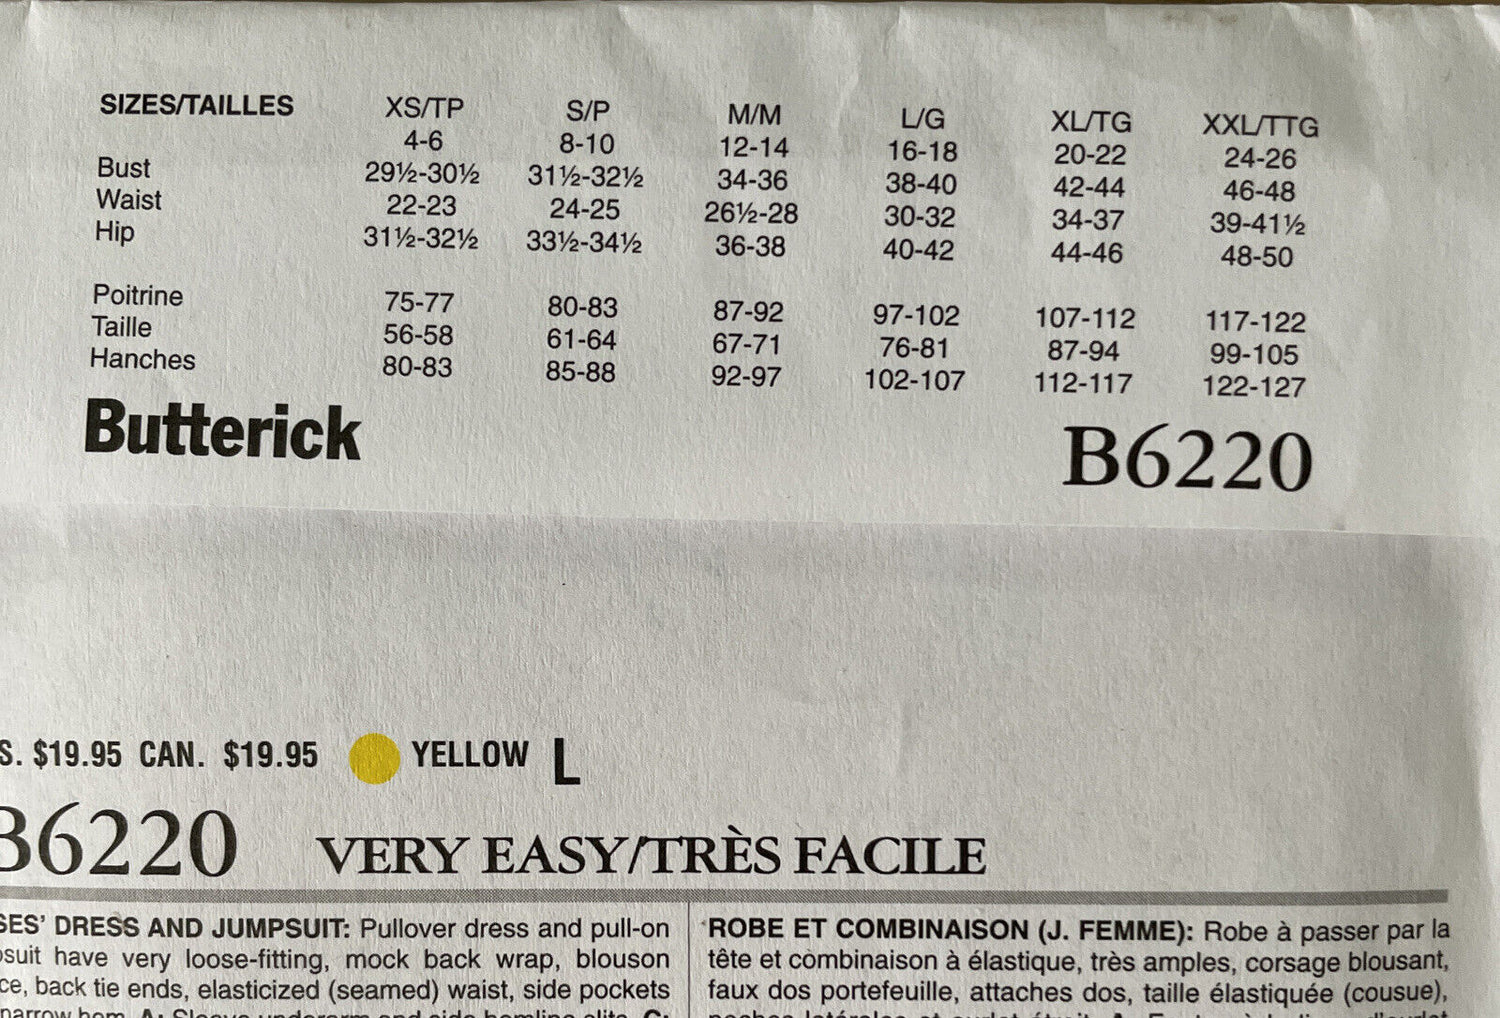 SIZES/TAILLES XS/TP S/P M/M L/G XL/TG XXL/TTG
4-6 8-10 12-14 16-18 20-22 24-26
Bust 29½-30½ 31½-32½ 34-36 38-40 42-44 46-48
Waist 22-23 24-25 26½-28 30-32 34-37 39-41½
Hip 31½-32½ 33½-34½ 36-38 40-42 44-46 48-50
Poitrine 75-77 80-83 87-92 97-102 107-112 117-122
Taille 56-58 61-64 67-71 76-81 87-94 99-105
Hanches 80-83 85-88 92-97 102-107 112-117 122-127
Butterick B6220
S. $19.95 CAN. $19.95 YELLOW L
B6220 VERY EASY/TRÈS FACILE
SES' DRESS AND JUMPSUIT: Pullover dress and pull-on
suit have very loose-fitting, mock back wrap, blouson
ce, back tie ends, elasticized (seamed) waist, side pockets
ROBE ET COMBINAISON (J. FEMME): Robe à passer par la
tête et combinaison à élastique, très amples, corsage blousant,
faux dos portefeuille, attaches dos, taille élastiquée (cousue),